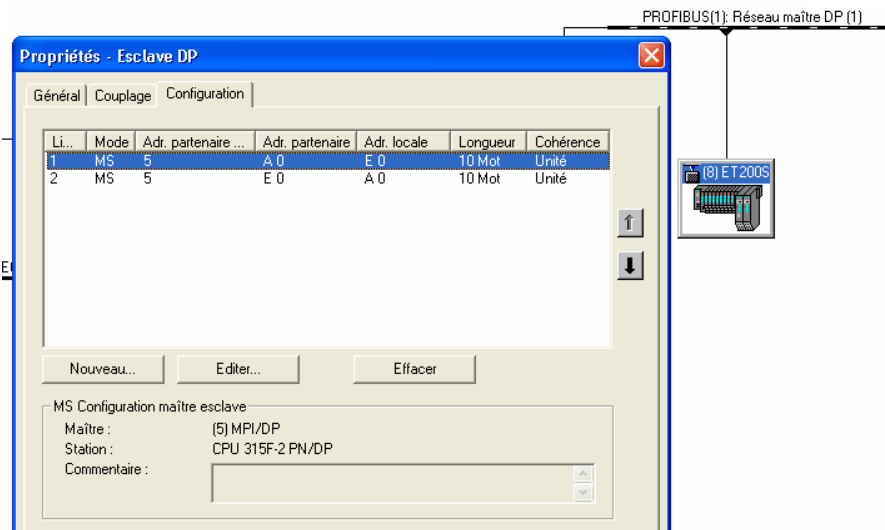 PROFIBUS(1): Réseau maître DP (1)
Propriétés - Esclave DP
Général Couplage Configuration
Li... Mode Adr. partenaire ... Adr. partenaire Adr. locale Longueur Cohérence
1 MS 5 A 0 E 0 10 Mot Unité
2 MS 5 E 0 A 0 10 Mot Unité
(8) ET200S
Nouveau... Editer... Effacer
MS Configuration maître esclave
Maître : (5) MPI/DP
Station : CPU 315F-2 PN/DP
Commentaire :